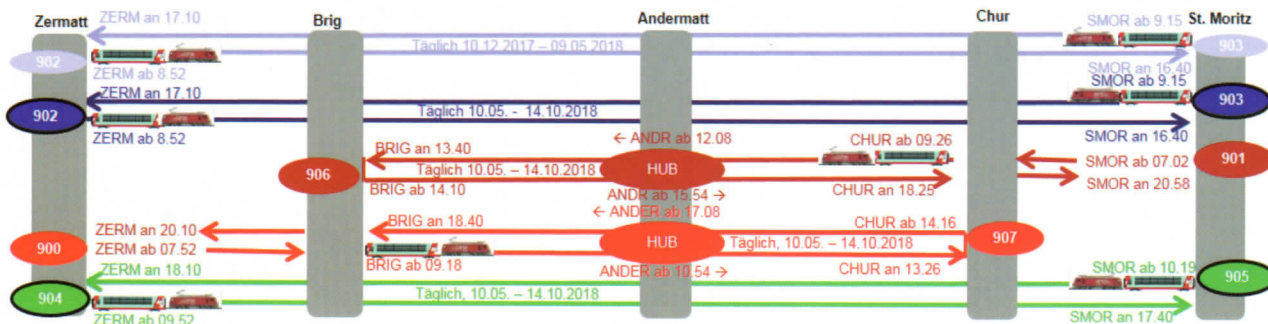 Zermatt Brig Andermatt Chur St. Moritz
ZERM an 17.10 SMOR ab 9.15
902 Täglich 10.12.2017 – 09.05.2018 903
ZERM ab 8.52 SMOR an 16.40
ZERM an 17.10 SMOR ab 9.15
902 Täglich 10.05. - 14.10.2018 903
ZERM ab 8.52 SMOR an 16.40
← ANDR ab 12.08 CHUR ab 09.26
BRIG an 13.40 SMOR ab 07.02 901
906 Täglich 10.05. – 14.10.2018 HUB
BRIG ab 14.10 ANDR ab 15.54 → CHUR an 18.25 SMOR an 20.58
← ANDER ab 17.08
ZERM an 20.10 BRIG an 18.40 CHUR ab 14.16
900 HUB Täglich, 10.05. – 14.10.2018 907
ZERM ab 07.52
BRIG ab 09.18 ANDER ab 10.54 → CHUR an 13.26
ZERM an 18.10 SMOR ab 10.19
904 Täglich, 10.05. – 14.10.2018 905
ZERM ab 09.52 SMOR an 17.40